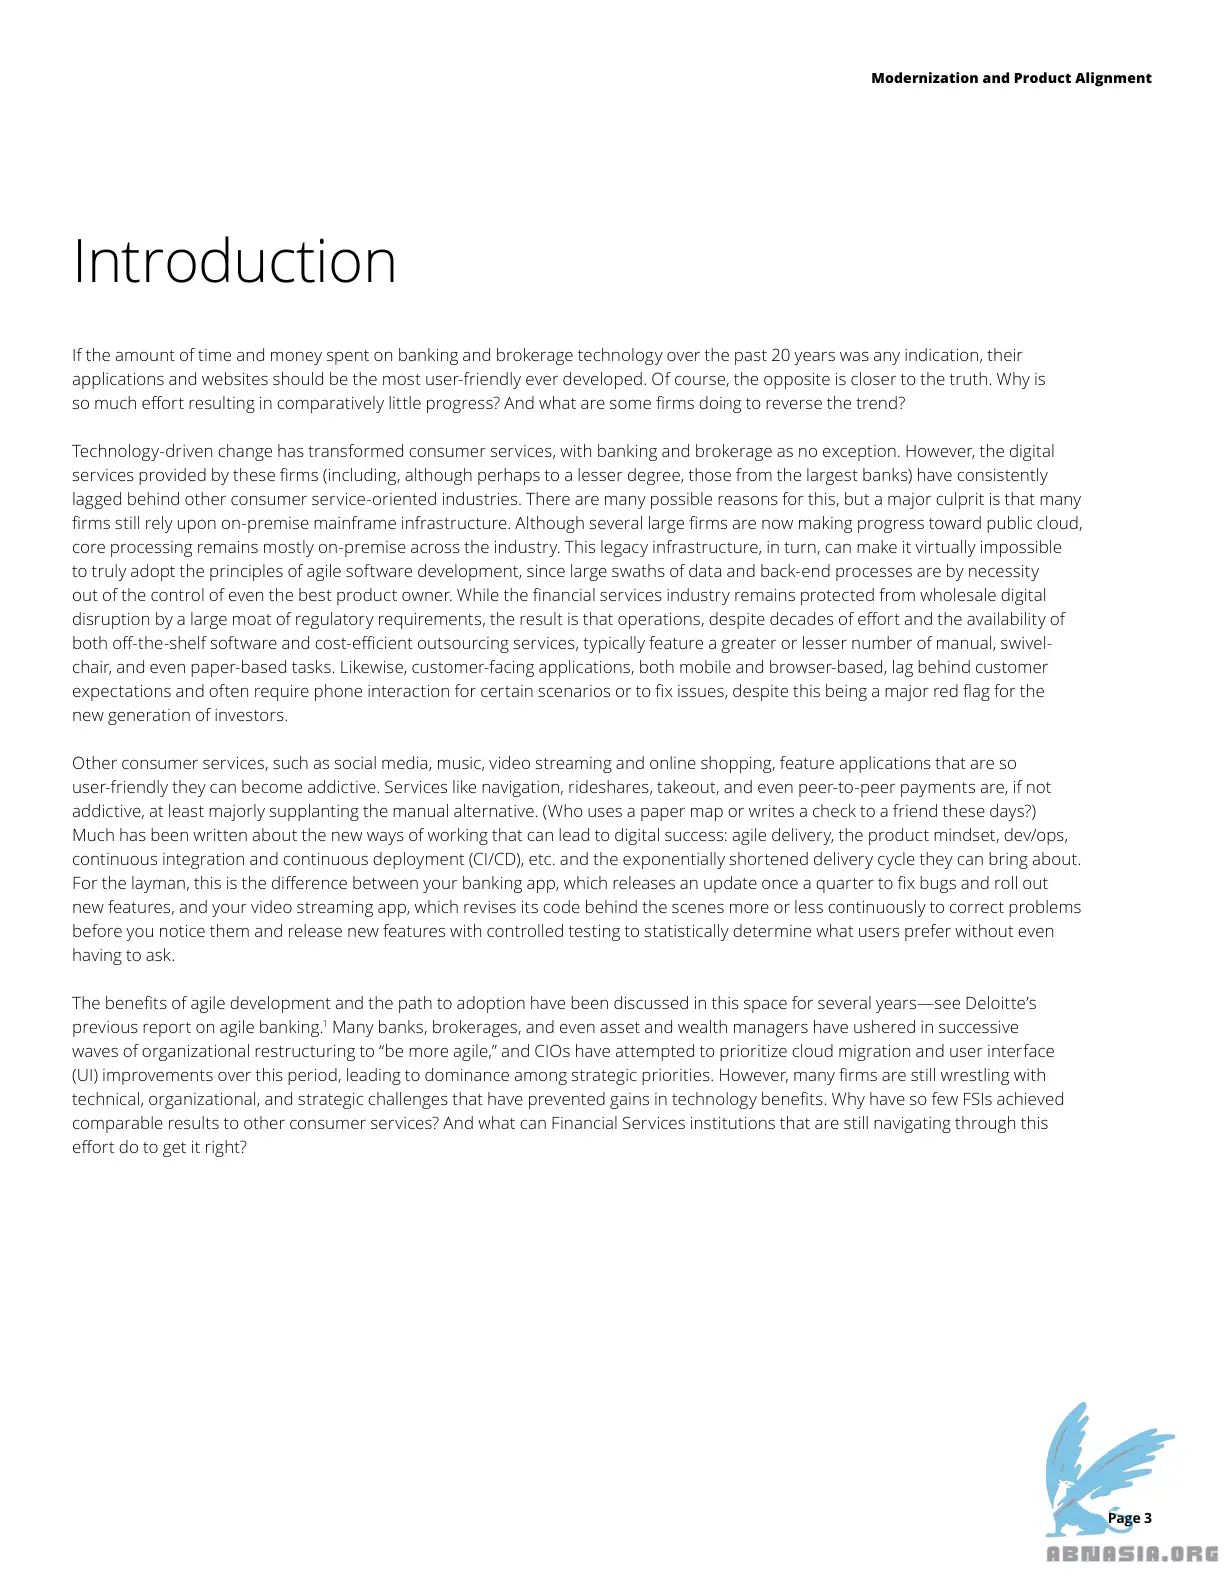 Modernization and Product Alignment
Introduction
If the amount of time and money spent on banking and brokerage technology over the past 20 years was any indication, their
applications and websites should be the most user-friendly ever developed. Of course, the opposite is closer to the truth. Why is
so much effort resulting in comparatively little progress? And what are some firms doing to reverse the trend?
Technology-driven change has transformed consumer services, with banking and brokerage as no exception. However, the digital
services provided by these firms (including, although perhaps to a lesser degree, those from the largest banks) have consistently
lagged behind other consumer service-oriented industries. There are many possible reasons for this, but a major culprit is that many
firms still rely upon on-premise mainframe infrastructure. Although several large firms are now making progress toward public cloud,
core processing remains mostly on-premise across the industry. This legacy infrastructure, in turn, can make it virtually impossible
to truly adopt the principles of agile software development, since large swaths of data and back-end processes are by necessity
out of the control of even the best product owner. While the financial services industry remains protected from wholesale digital
disruption by a large moat of regulatory requirements, the result is that operations, despite decades of effort and the availability of
both off-the-shelf software and cost-efficient outsourcing services, typically feature a greater or lesser number of manual, swivel-
chair, and even paper-based tasks. Likewise, customer-facing applications, both mobile and browser-based, lag behind customer
expectations and often require phone interaction for certain scenarios or to fix issues, despite this being a major red flag for the
new generation of investors.
Other consumer services, such as social media, music, video streaming and online shopping, feature applications that are so
user-friendly they can become addictive. Services like navigation, rideshares, takeout, and even peer-to-peer payments are, if not
addictive, at least majorly supplanting the manual alternative. (Who uses a paper map or writes a check to a friend these days?)
Much has been written about the new ways of working that can lead to digital success: agile delivery, the product mindset, dev/ops,
continuous integration and continuous deployment (CI/CD), etc. and the exponentially shortened delivery cycle they can bring about.
For the layman, this is the difference between your banking app, which releases an update once a quarter to fix bugs and roll out
new features, and your video streaming app, which revises its code behind the scenes more or less continuously to correct problems
before you notice them and release new features with controlled testing to statistically determine what users prefer without even
having to ask.
The benefits of agile development and the path to adoption have been discussed in this space for several years—see Deloitte’s
previous report on agile banking.¹ Many banks, brokerages, and even asset and wealth managers have ushered in successive
waves of organizational restructuring to “be more agile,” and CIOs have attempted to prioritize cloud migration and user interface
(UI) improvements over this period, leading to dominance among strategic priorities. However, many firms are still wrestling with
technical, organizational, and strategic challenges that have prevented gains in technology benefits. Why have so few FSIs achieved
comparable results to other consumer services? And what can Financial Services institutions that are still navigating through this
effort do to get it right?
Page 3
ABNASIA.ORG